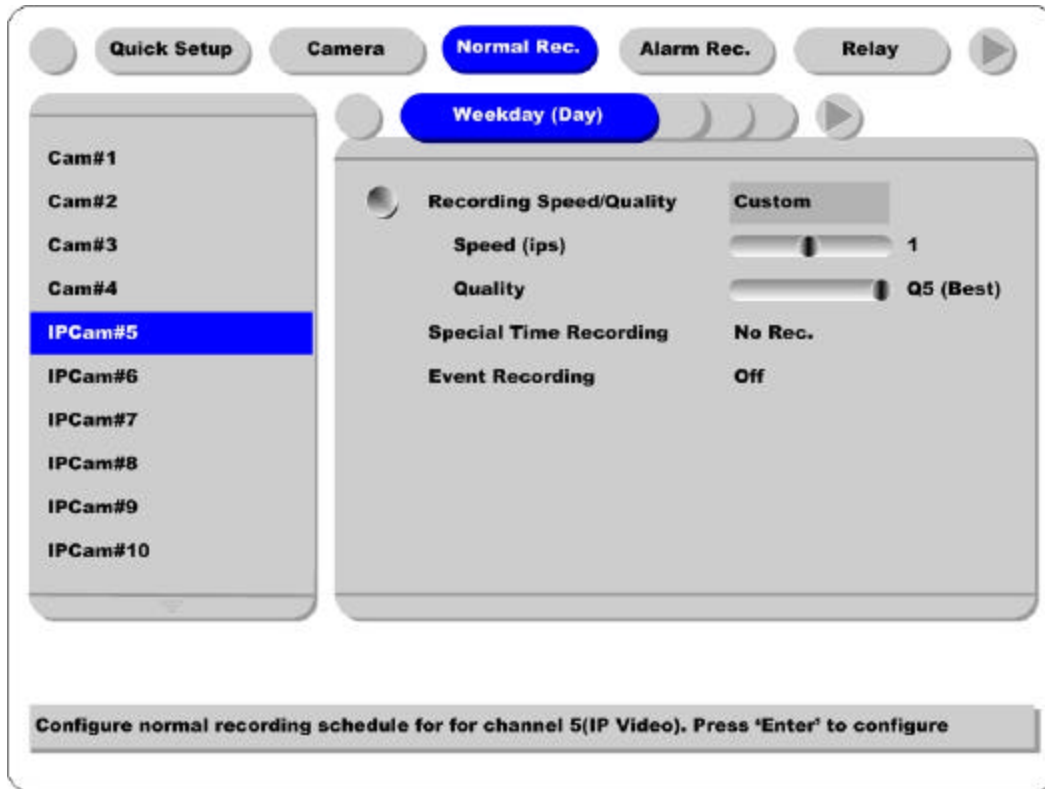 Quick Setup Camera Normal Rec. Alarm Rec. Relay
Weekday (Day)
Cam#1
Cam#2
Cam#3
Cam#4
IPCam#5
IPCam#6
IPCam#7
IPCam#8
IPCam#9
IPCam#10
Recording Speed/Quality Custom
Speed (ips) 1
Quality Q5 (Best)
Special Time Recording No Rec.
Event Recording Off
Configure normal recording schedule for for channel 5(IP Video). Press ‘Enter’ to configure